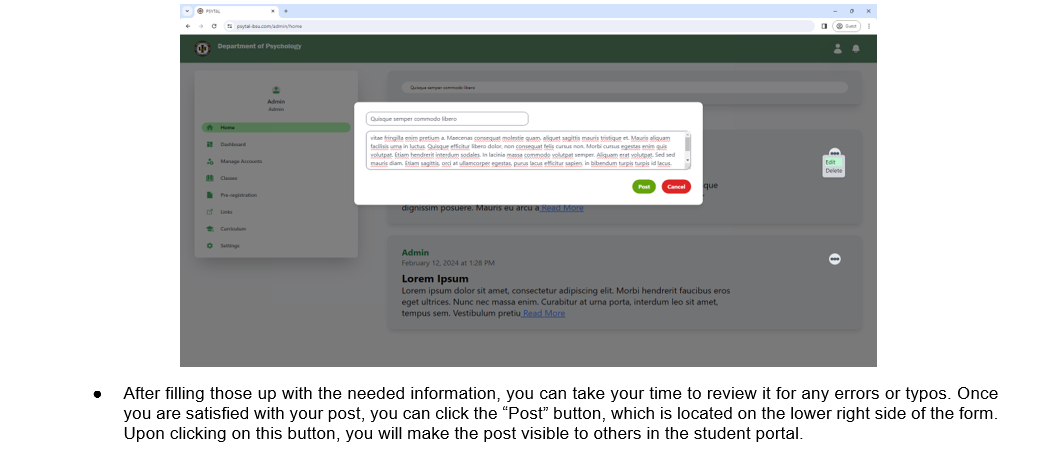 PSYTAL
psytal-bsu.com/admin/home
Guest
Department of Psychology
Admin
Admin
Home
Dashboard
Manage Accounts
Classes
Pre-registration
Links
Curriculum
Settings
Quisque semper commodo libero
Quisque semper commodo libero
vitae fringilla enim pretium a. Maecenas consequat molestie quam, aliquet sagittis mauris tristique et. Mauris aliquam
facilisis urna in luctus. Quisque efficitur libero dolor, non consequat felis cursus non. Morbi cursus egestas enim quis
volutpat. Etiam hendrerit interdum sodales. In lacinia massa commodo volutpat semper. Aliquam erat volutpat. Sed sed
mauris diam. Etiam sagittis, orci at ullamcorper egestas, purus lacus efficitur sapien, in bibendum turpis turpis id lacus.
Post
Cancel
Edit
Delete
que
dignissim posuere. Mauris eu arcu a Read More
Admin
February 12, 2024 at 1:28 PM
Lorem Ipsum
Lorem ipsum dolor sit amet, consectetur adipiscing elit. Morbi hendrerit faucibus eros
eget ultrices. Nunc nec massa enim. Curabitur at urna porta, interdum leo sit amet,
tempus sem. Vestibulum pretiu Read More
● After filling those up with the needed information, you can take your time to review it for any errors or typos. Once
you are satisfied with your post, you can click the “Post” button, which is located on the lower right side of the form.
Upon clicking on this button, you will make the post visible to others in the student portal.